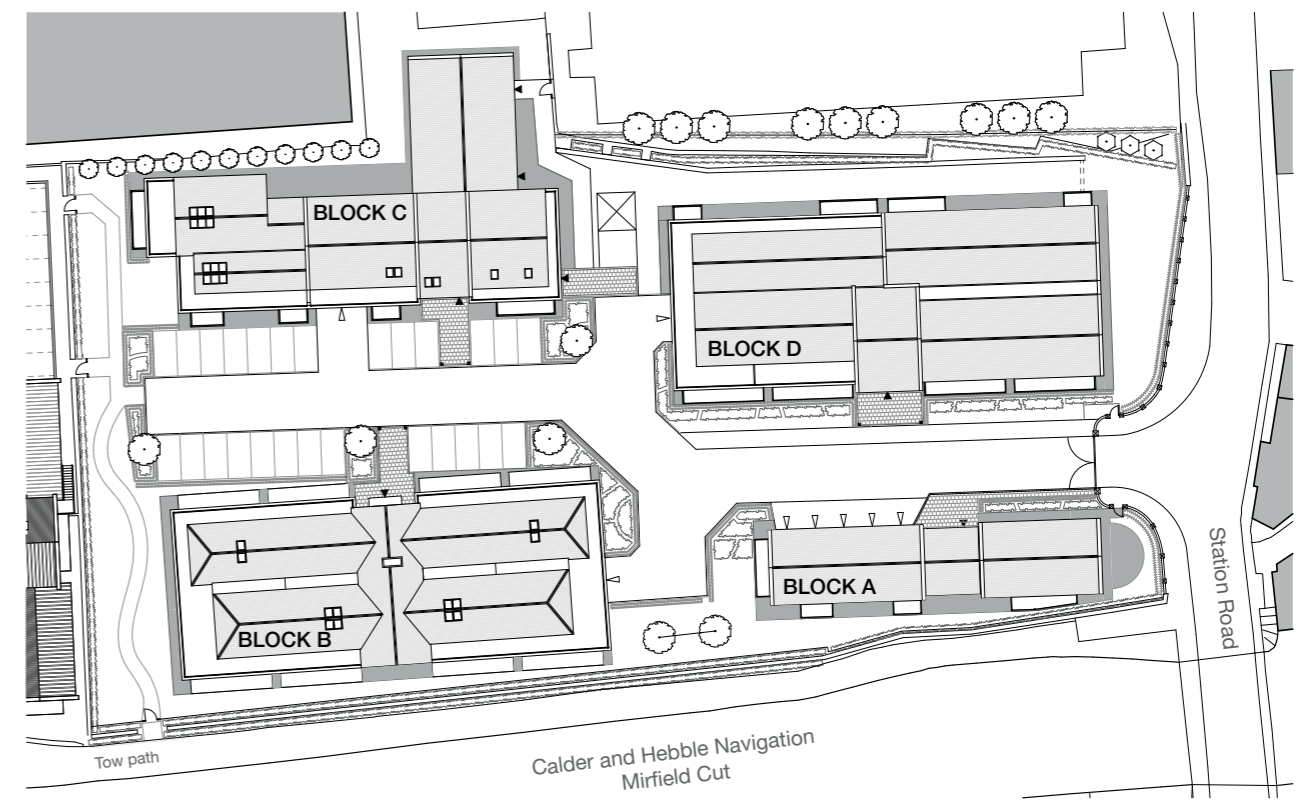 BLOCK C
BLOCK D
BLOCK A
BLOCK B
Station Road
Calder and Hebble Navigation
Mirfield Cut
Tow path